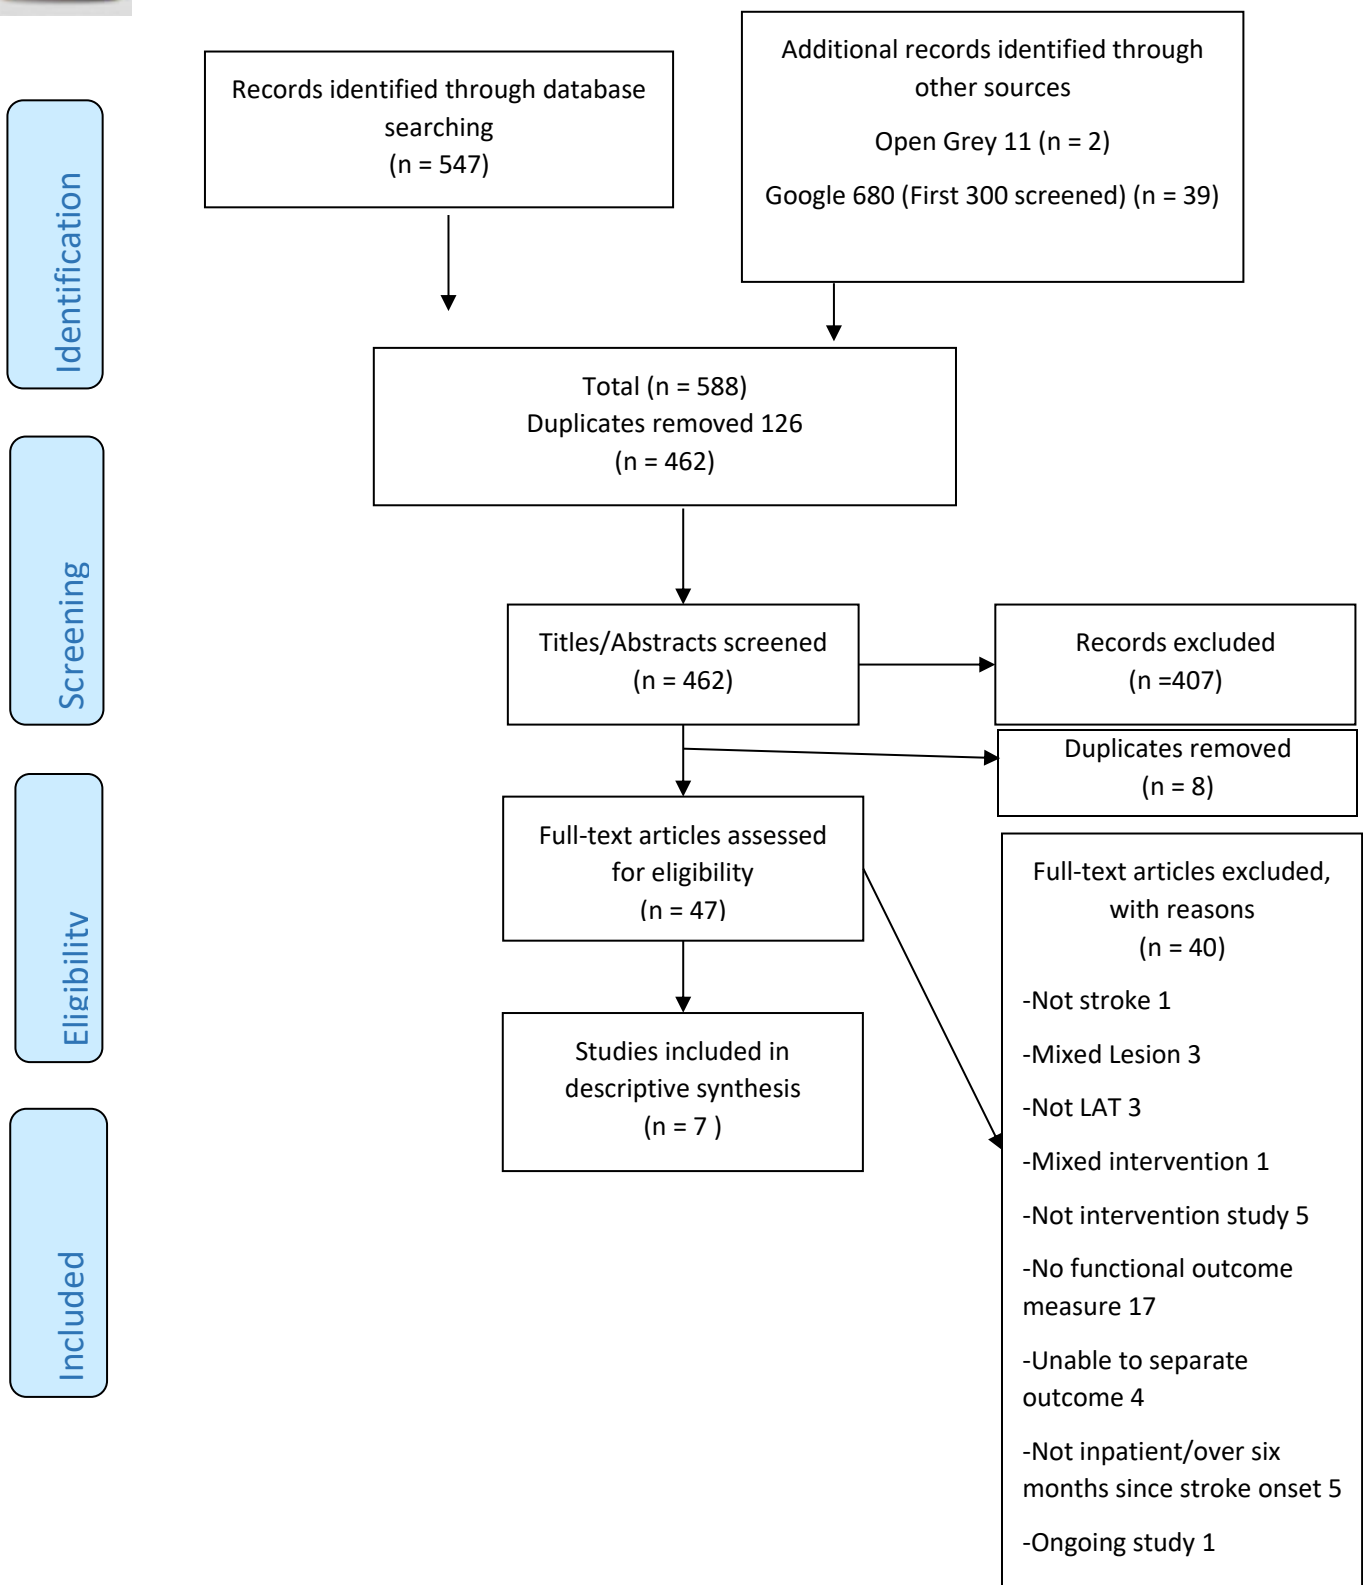 Identification
Records identified through database
searching
(n = 547)
Additional records identified through
other sources
Open Grey 11 (n = 2)
Google 680 (First 300 screened) (n = 39)
Total (n = 588)
Duplicates removed 126
(n = 462)
Screening
Titles/Abstracts screened
(n = 462)
Records excluded
(n =407)
Duplicates removed
(n = 8)
Eligibility
Full-text articles assessed
for eligibility
(n = 47)
Full-text articles excluded,
with reasons
(n = 40)
-Not stroke 1
-Mixed Lesion 3
-Not LAT 3
-Mixed intervention 1
-Not intervention study 5
-No functional outcome
measure 17
-Unable to separate
outcome 4
-Not inpatient/over six
months since stroke onset 5
-Ongoing study 1
Included
Studies included in
descriptive synthesis
(n = 7 )